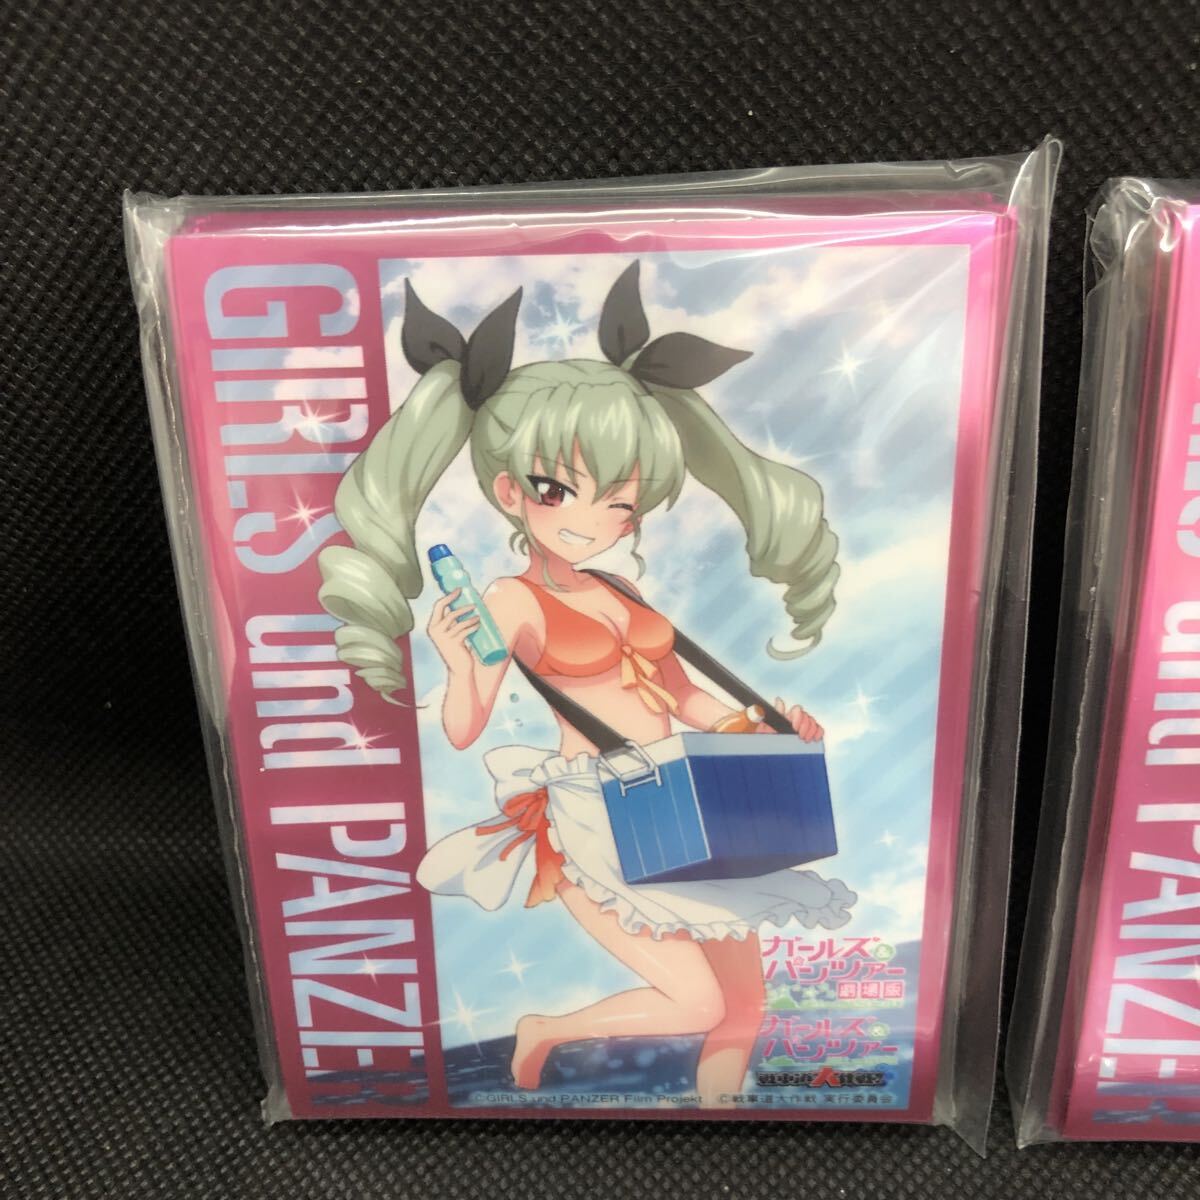 GIRLS und PANZER
ガールズ&
パンツァー
劇場版
ガールズ&
パンツァー
戦車道大作戦!
©GIRLS und PANZER Film Projekt ©戦車道大作戦 実行委員会
und PANZER